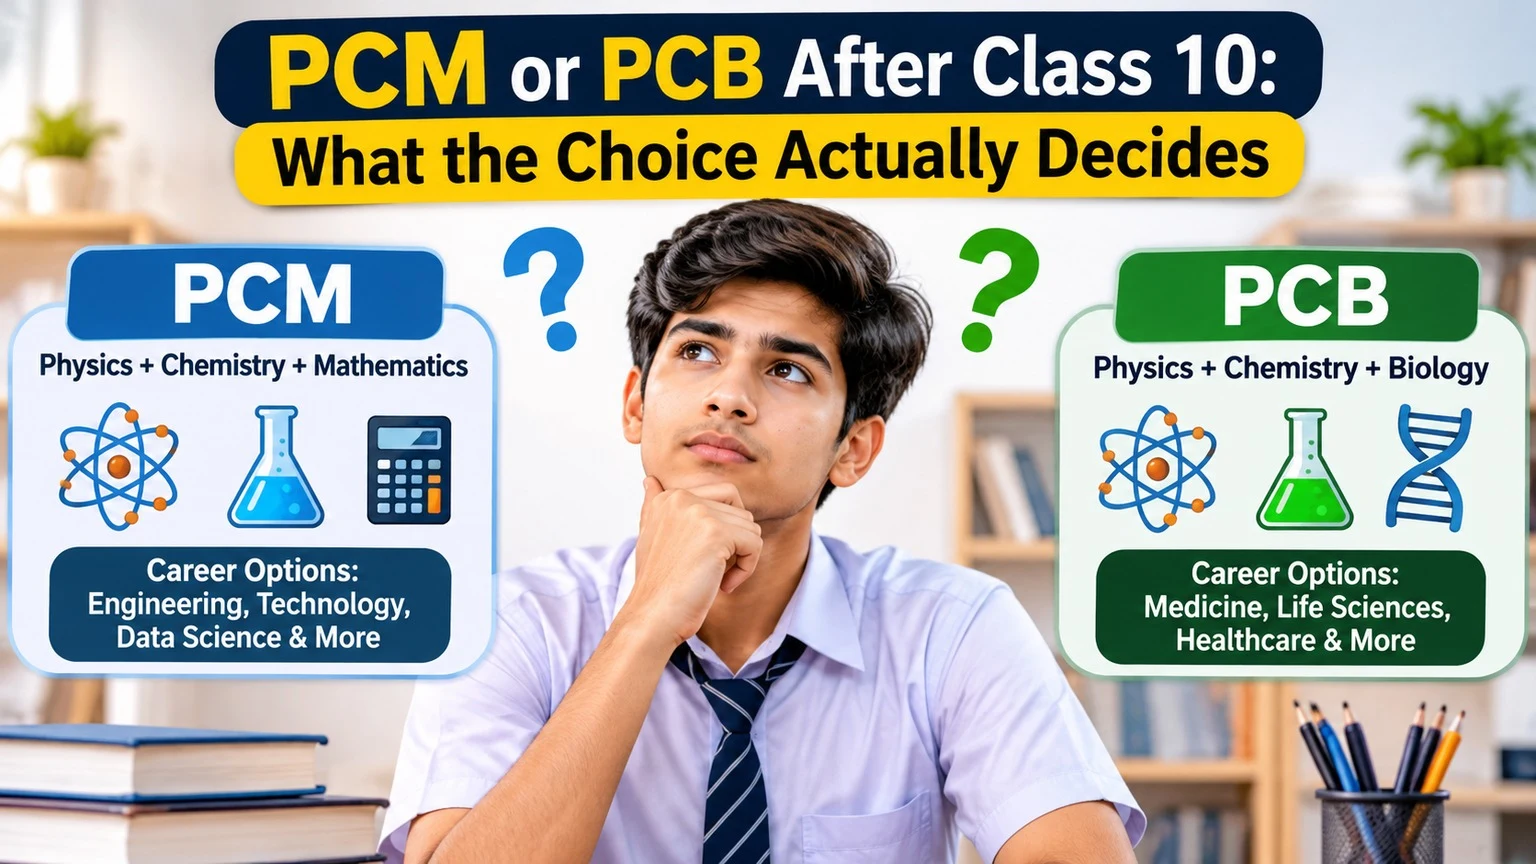 PCM or PCB After Class 10:
What the Choice Actually Decides
PCM
Physics + Chemistry + Mathematics
Career Options:
Engineering, Technology,
Data Science & More
?
?
PCB
Physics + Chemistry + Biology
Career Options:
Medicine, Life Sciences,
Healthcare & More